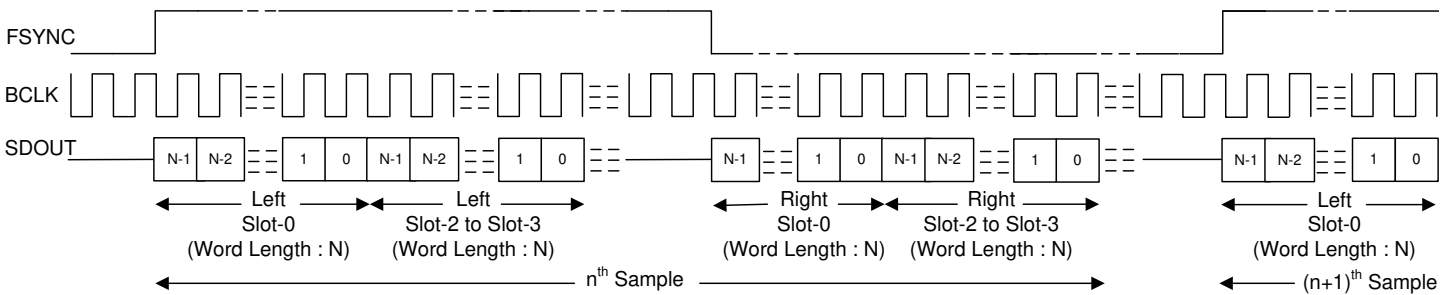 FSYNC
BCLK
SDOUT
N-1 N-2 1 0 N-1 N-2 1 0 N-1 1 0 N-1 N-2 1 0 N-1 N-2 1 0
Left Left Right Right Left
Slot-0 Slot-2 to Slot-3 Slot-0 Slot-2 to Slot-3 Slot-0
(Word Length : N) (Word Length : N) (Word Length : N) (Word Length : N) (Word Length : N)
nth Sample (n+1)th Sample